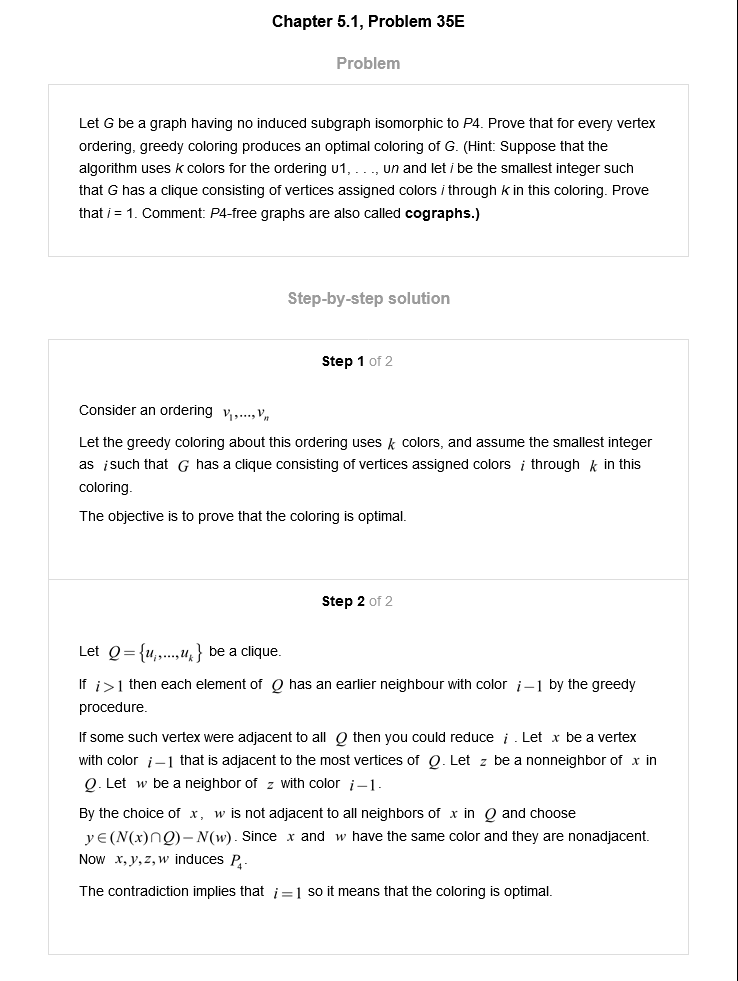 Chapter 5.1, Problem 35E
Problem
Let G be a graph having no induced subgraph isomorphic to P4. Prove that for every vertex
ordering, greedy coloring produces an optimal coloring of G. (Hint: Suppose that the
algorithm uses k colors for the ordering υ1, . . ., υn and let i be the smallest integer such
that G has a clique consisting of vertices assigned colors i through k in this coloring. Prove
that i = 1. Comment: P4-free graphs are also called cographs.)
Step-by-step solution
Step 1 of 2
Consider an ordering v₁,...,vₙ
Let the greedy coloring about this ordering uses k colors, and assume the smallest integer
as i such that G has a clique consisting of vertices assigned colors i through k in this
coloring.
The objective is to prove that the coloring is optimal.
Step 2 of 2
Let Q = {uᵢ,...,uₖ} be a clique.
If i > 1 then each element of Q has an earlier neighbour with color i − 1 by the greedy
procedure.
If some such vertex were adjacent to all Q then you could reduce i . Let x be a vertex
with color i − 1 that is adjacent to the most vertices of Q. Let z be a nonneighbor of x in
Q. Let w be a neighbor of z with color i − 1.
By the choice of x, w is not adjacent to all neighbors of x in Q and choose
y ∈ (N(x) ∩ Q) − N(w). Since x and w have the same color and they are nonadjacent.
Now x, y, z, w induces P₄.
The contradiction implies that i = 1 so it means that the coloring is optimal.